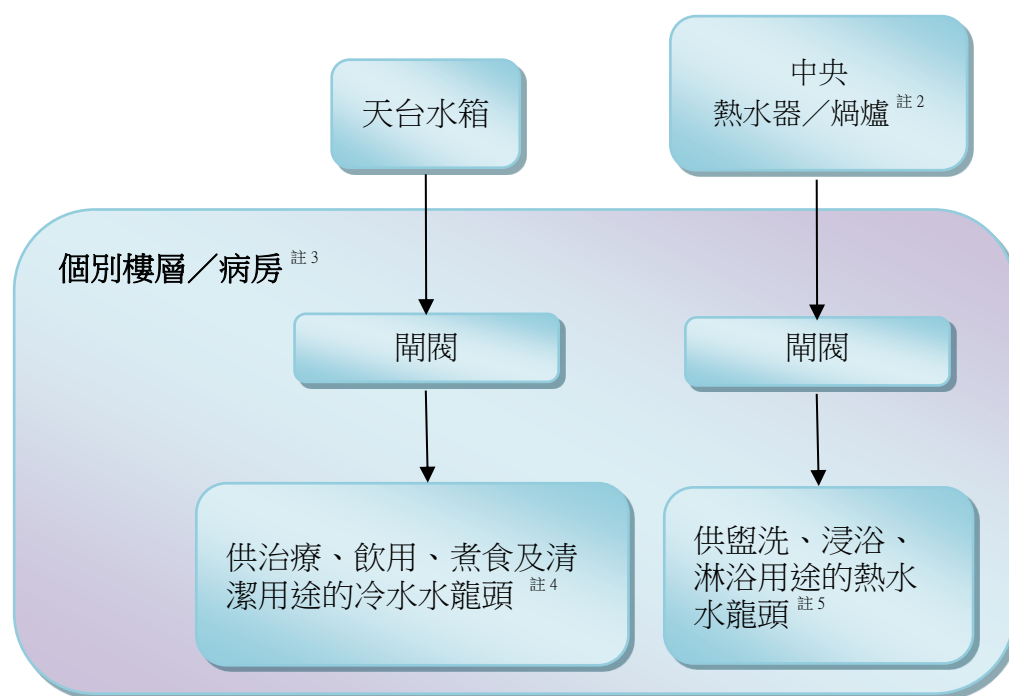 天台水箱
中央
熱水器／焗爐 註 2
個別樓層／病房 註 3
閘閥
閘閥
供治療、飲用、煮食及清
潔用途的冷水水龍頭 註 4
供盥洗、浸浴、
淋浴用途的熱水
水龍頭 註 5